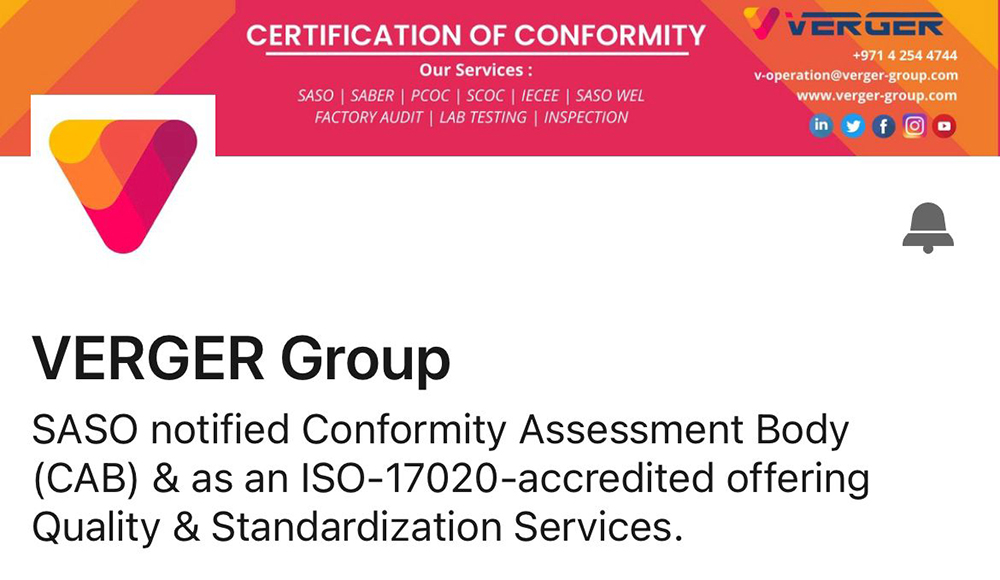 CERTIFICATION OF CONFORMITY
Our Services :
SASO | SABER | PCOC | SCOC | IECEE | SASO WEL
FACTORY AUDIT | LAB TESTING | INSPECTION
VERGER
+971 4 254 4744
v-operation@verger-group.com
www.verger-group.com
in
f
VERGER Group
SASO notified Conformity Assessment Body
(CAB) & as an ISO-17020-accredited offering
Quality & Standardization Services.